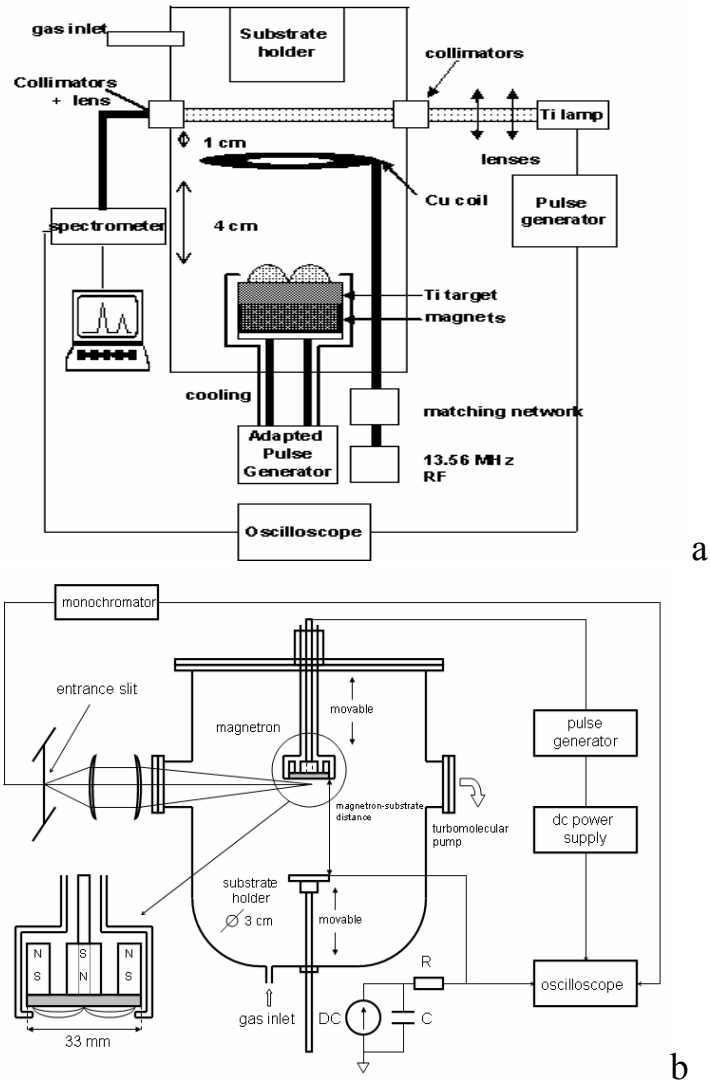 gas inlet
Substrate
holder
collimators
Collimators
+ lens
Ti lamp
1 cm
lenses
Cu coil
Pulse
generator
spectrometer
4 cm
Ti target
magnets
cooling
matching network
Adapted
Pulse
Generator
13.56 MHz
RF
Oscilloscope
a
monochromator
entrance slit
movable
magnetron
pulse
generator
magnetron-substrate
distance
turbomolecular
pump
dc power
supply
substrate
holder
⌀ 3 cm
movable
N
S
S
N
N
S
R
oscilloscope
gas inlet
DC
C
33 mm
b